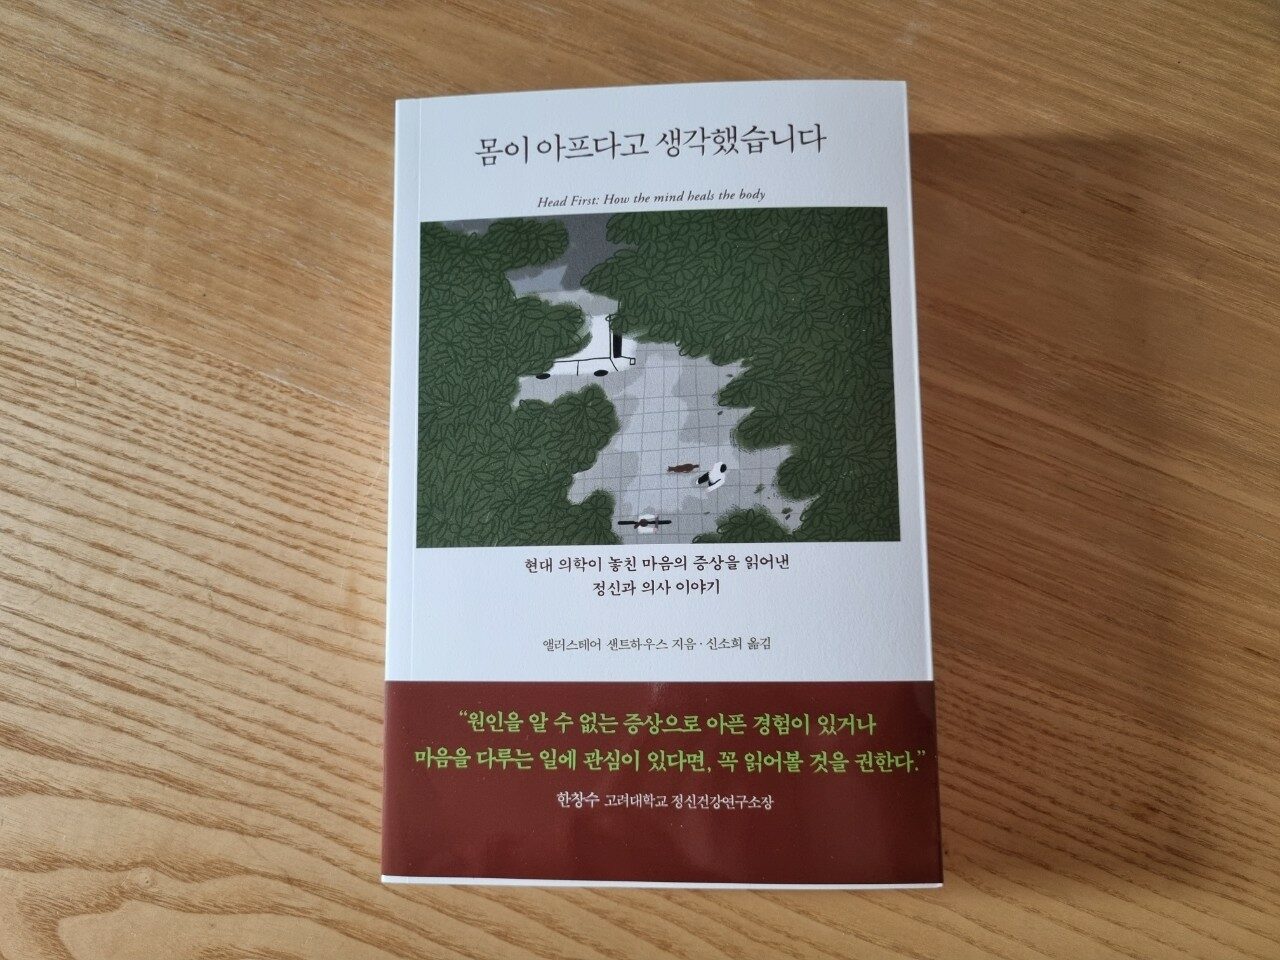 몸이 아프다고 생각했습니다
Head First: How the mind heals the body
현대 의학이 놓친 마음의 증상을 읽어낸
정신과 의사 이야기
앨리스테어 샌트하우스 지음·신소희 옮김
“원인을 알 수 없는 증상으로 아픈 경험이 있거나
마음을 다루는 일에 관심이 있다면, 꼭 읽어볼 것을 권한다.”
한창수 고려대학교 정신건강연구소장